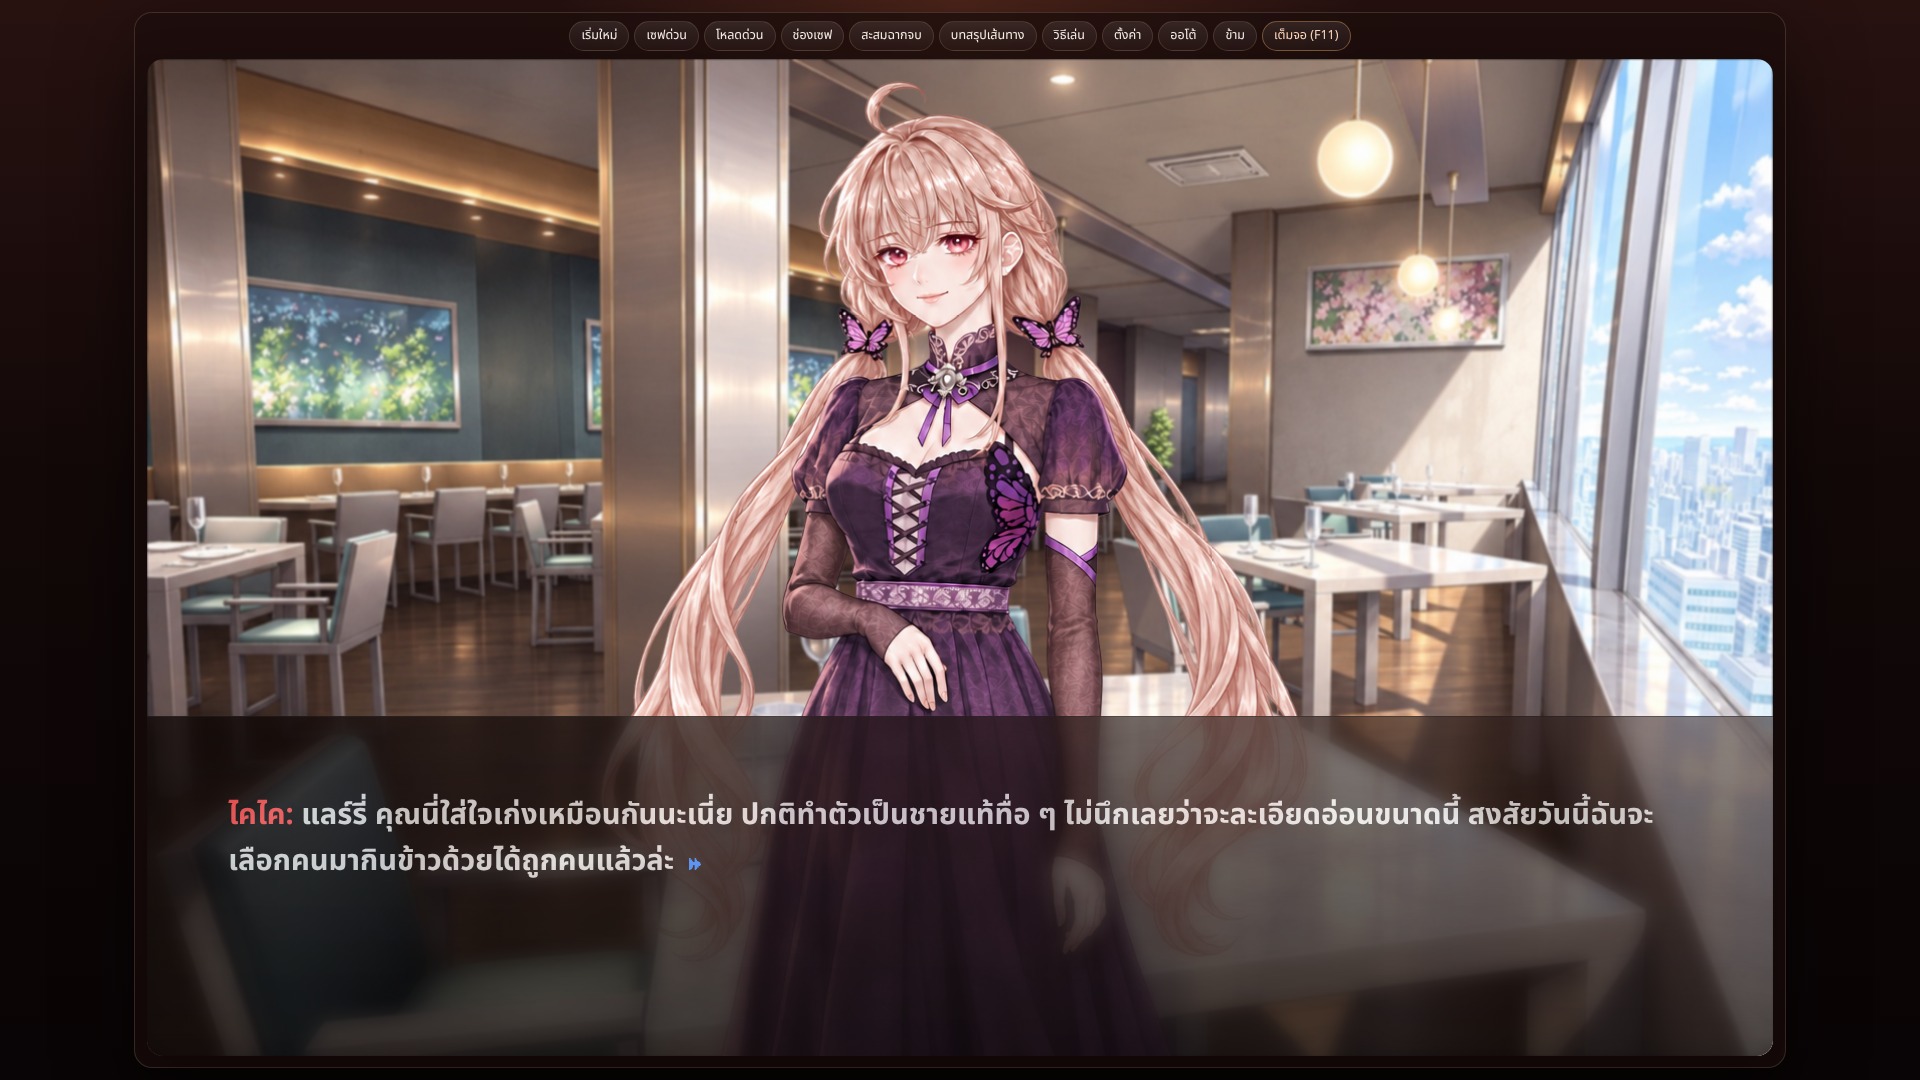 เริ่มใหม่ เซฟด่วน โหลดด่วน ช่องเซฟ สะสมฉากจบ บทสรุปเส้นทาง วิธีเล่น ตั้งค่า ออโต้ ข้าม เต็มจอ (F11)
ไคไค: แลร์รี่ คุณนี่ใส่ใจเก่งเหมือนกันนะเนี่ย ปกติทำตัวเป็นชายแท้ทื่อ ๆ ไม่นึกเลยว่าจะละเอียดอ่อนขนาดนี้ สงสัยวันนี้ฉันจะ
เลือกคนมากินข้าวด้วยได้ถูกคนแล้วล่ะ